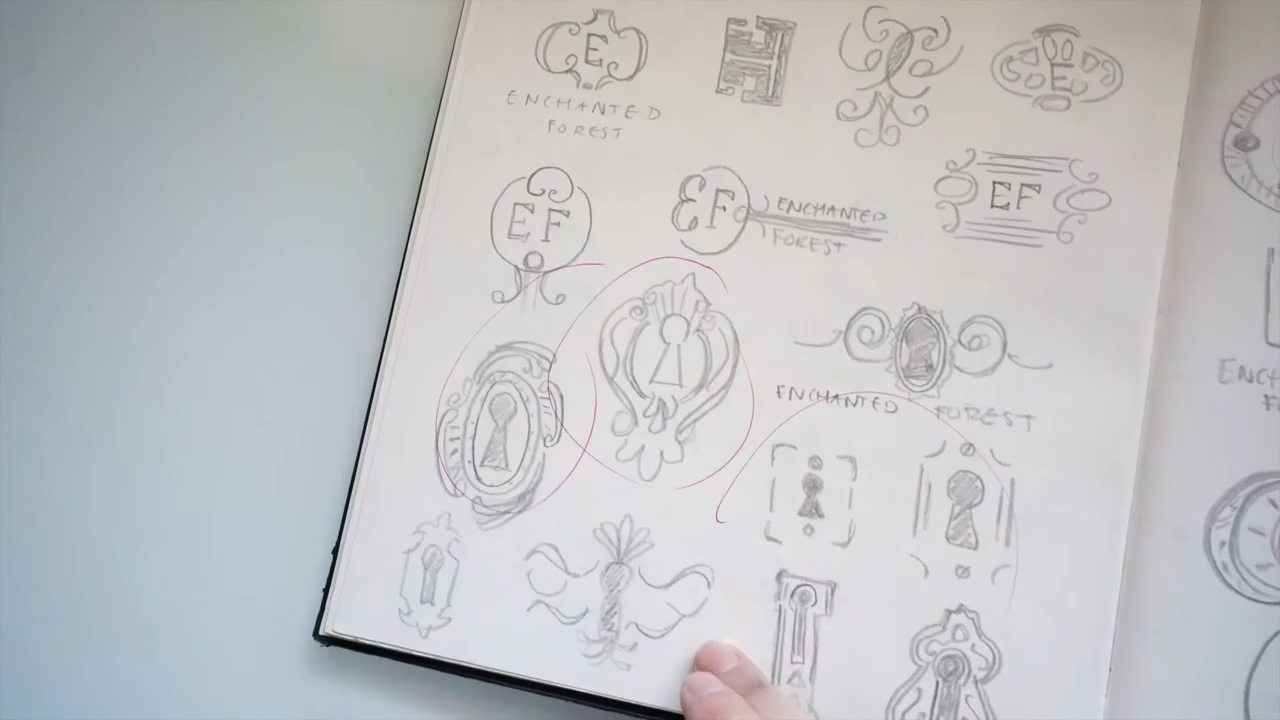 E
ENCHANTED
FOREST
E
EF
EF
ENCHANTED
FOREST
EF
ENCHANTED FOREST